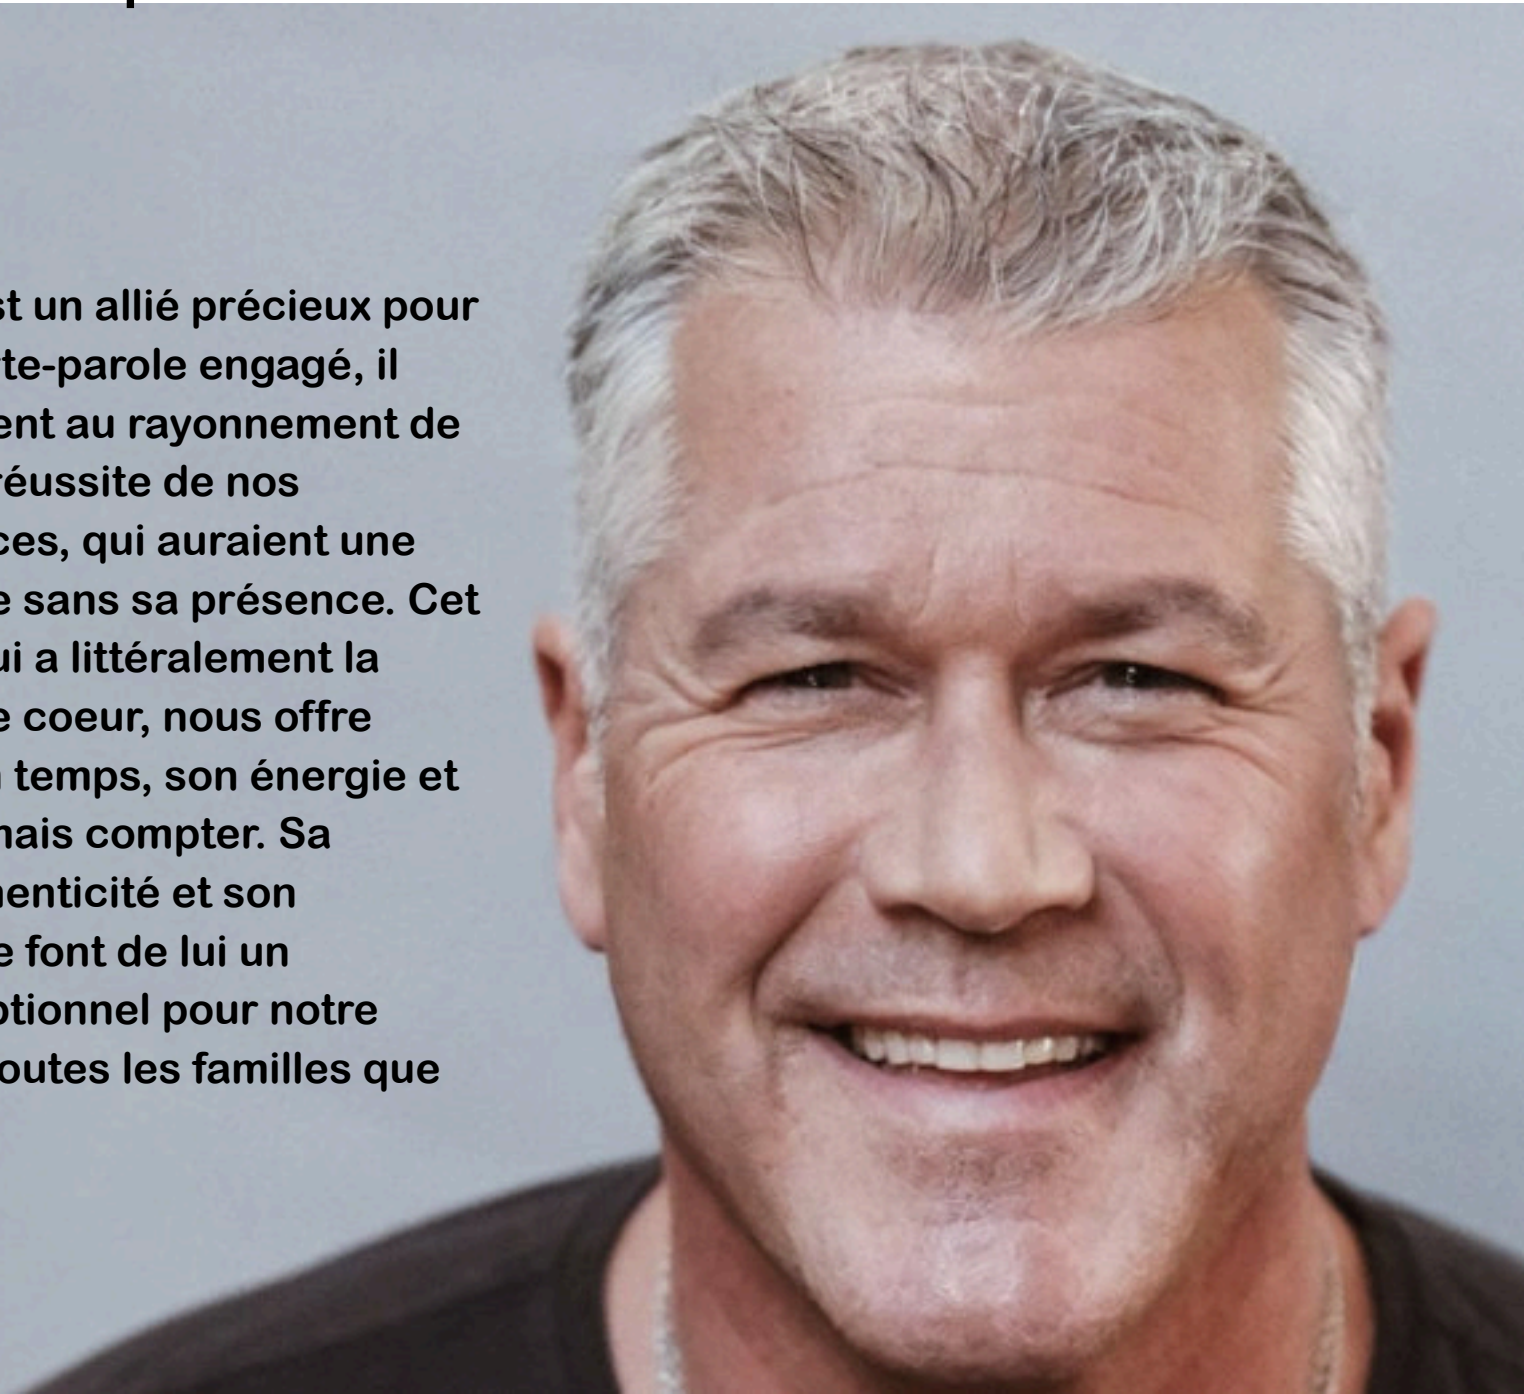 st un allié précieux pour
te-parole engagé, il
ent au rayonnement de
réussite de nos
ces, qui auraient une
e sans sa présence. Cet
ui a littéralement la
e coeur, nous offre
n temps, son énergie et
mais compter. Sa
nenticité et son
e font de lui un
ptionnel pour notre
outes les familles que